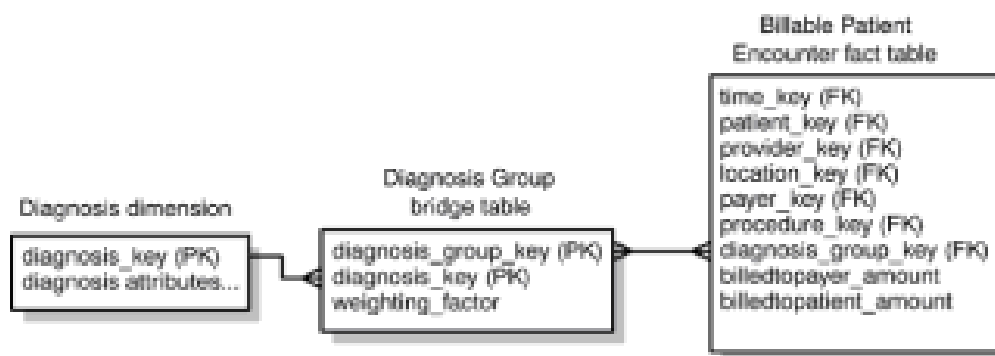 Diagnosis dimension
diagnosis_key (PK)
diagnosis attributes...
Diagnosis Group
bridge table
diagnosis_group_key (PK)
diagnosis_key (PK)
weighting_factor
Billable Patient
Encounter fact table
time_key (FK)
patient_key (FK)
provider_key (FK)
location_key (FK)
payer_key (FK)
procedure_key (FK)
diagnosis_group_key (FK)
billedtopayer_amount
billedtopatient_amount